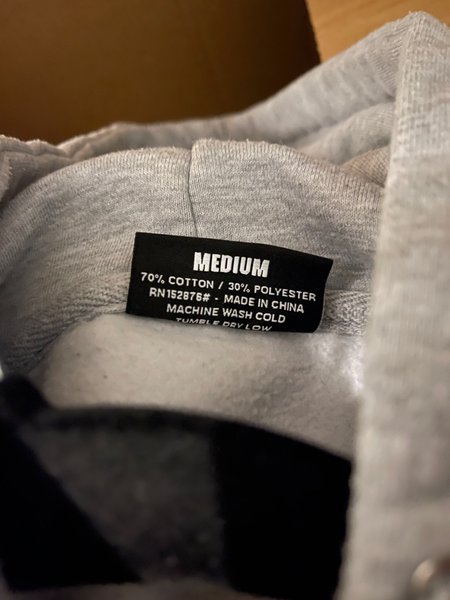 MEDIUM
70% COTTON / 30% POLYESTER
RN152876# - MADE IN CHINA
MACHINE WASH COLD
TUMBLE DRY LOW